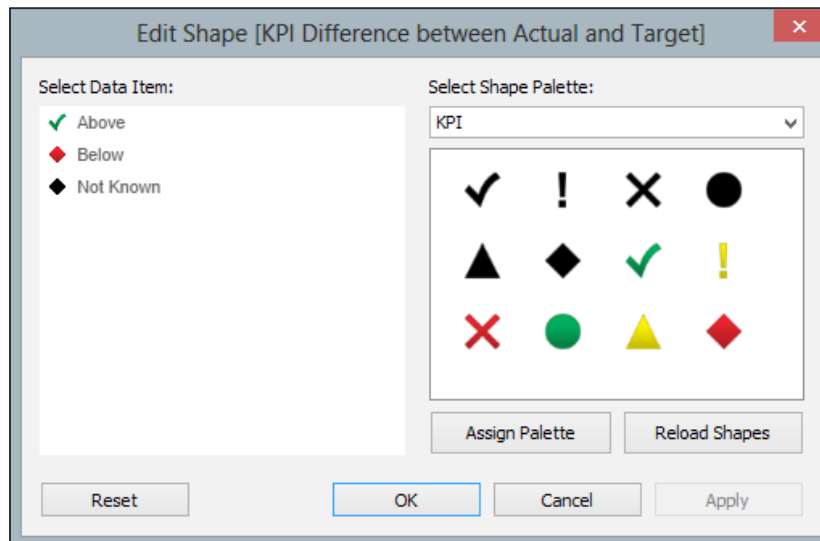 Edit Shape [KPI Difference between Actual and Target]
Select Data Item:
Above
Below
Not Known
Select Shape Palette:
KPI
Assign Palette
Reload Shapes
Reset
OK
Cancel
Apply